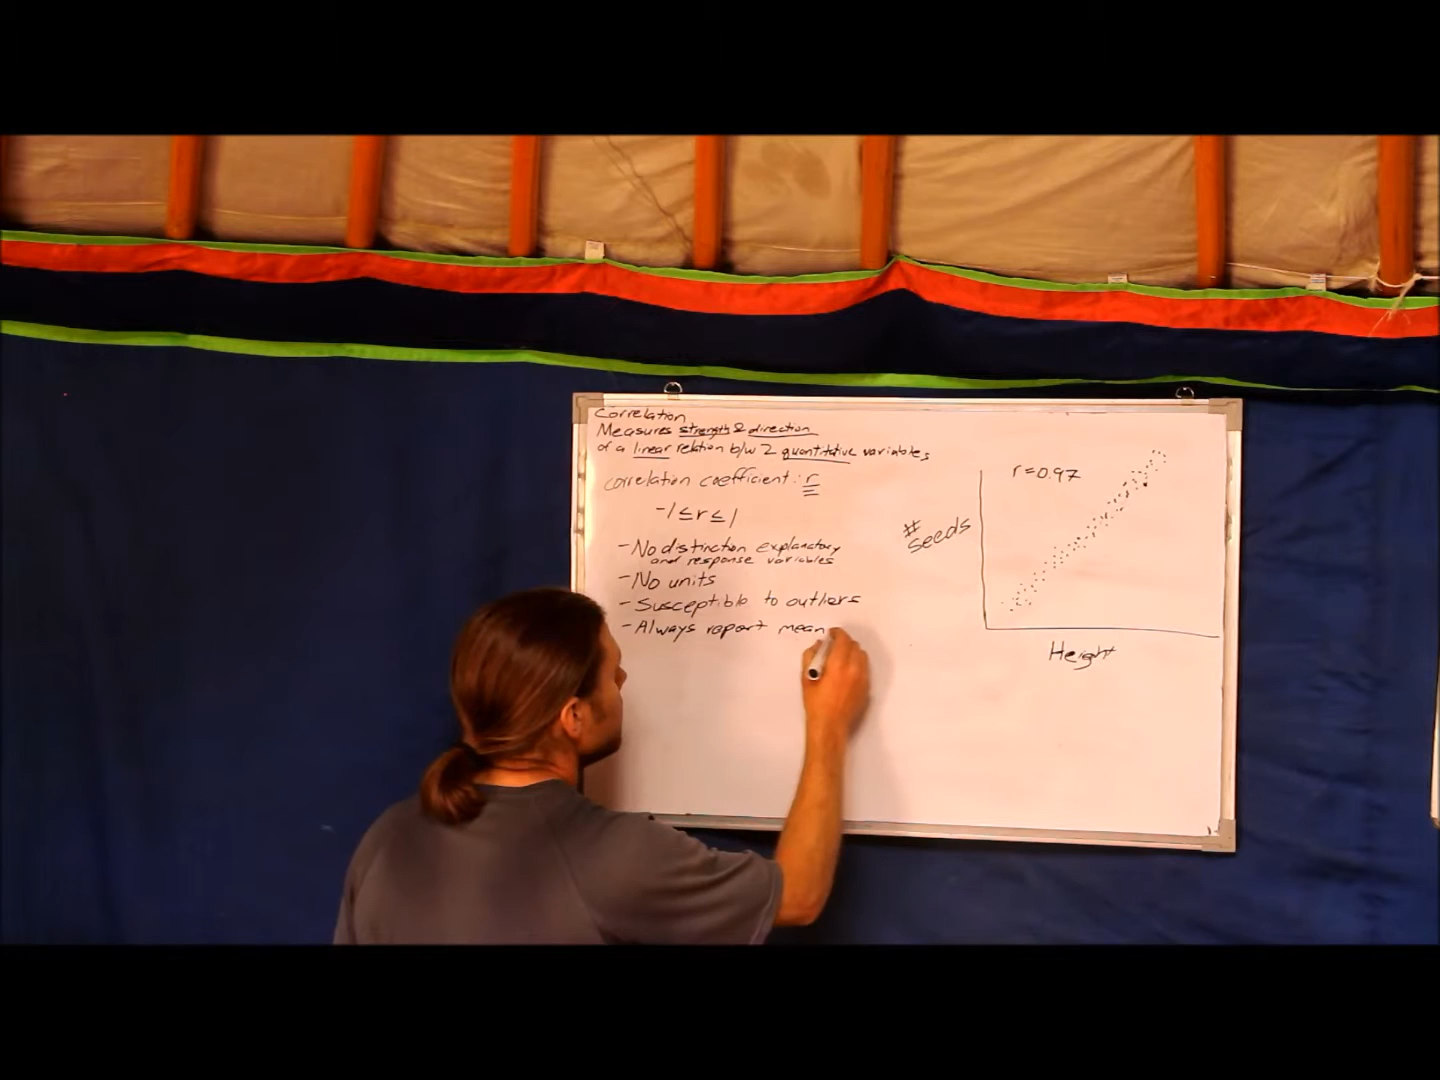 Correlation
Measures strength & direction
of a linear relation b/w 2 quantitative variables
correlation coefficient: r
-1 ≤ r ≤ 1
- No distinction explanatory
and response variables
- No units
- Susceptible to outliers
- Always report mean
r=0.97
#
seeds
Height